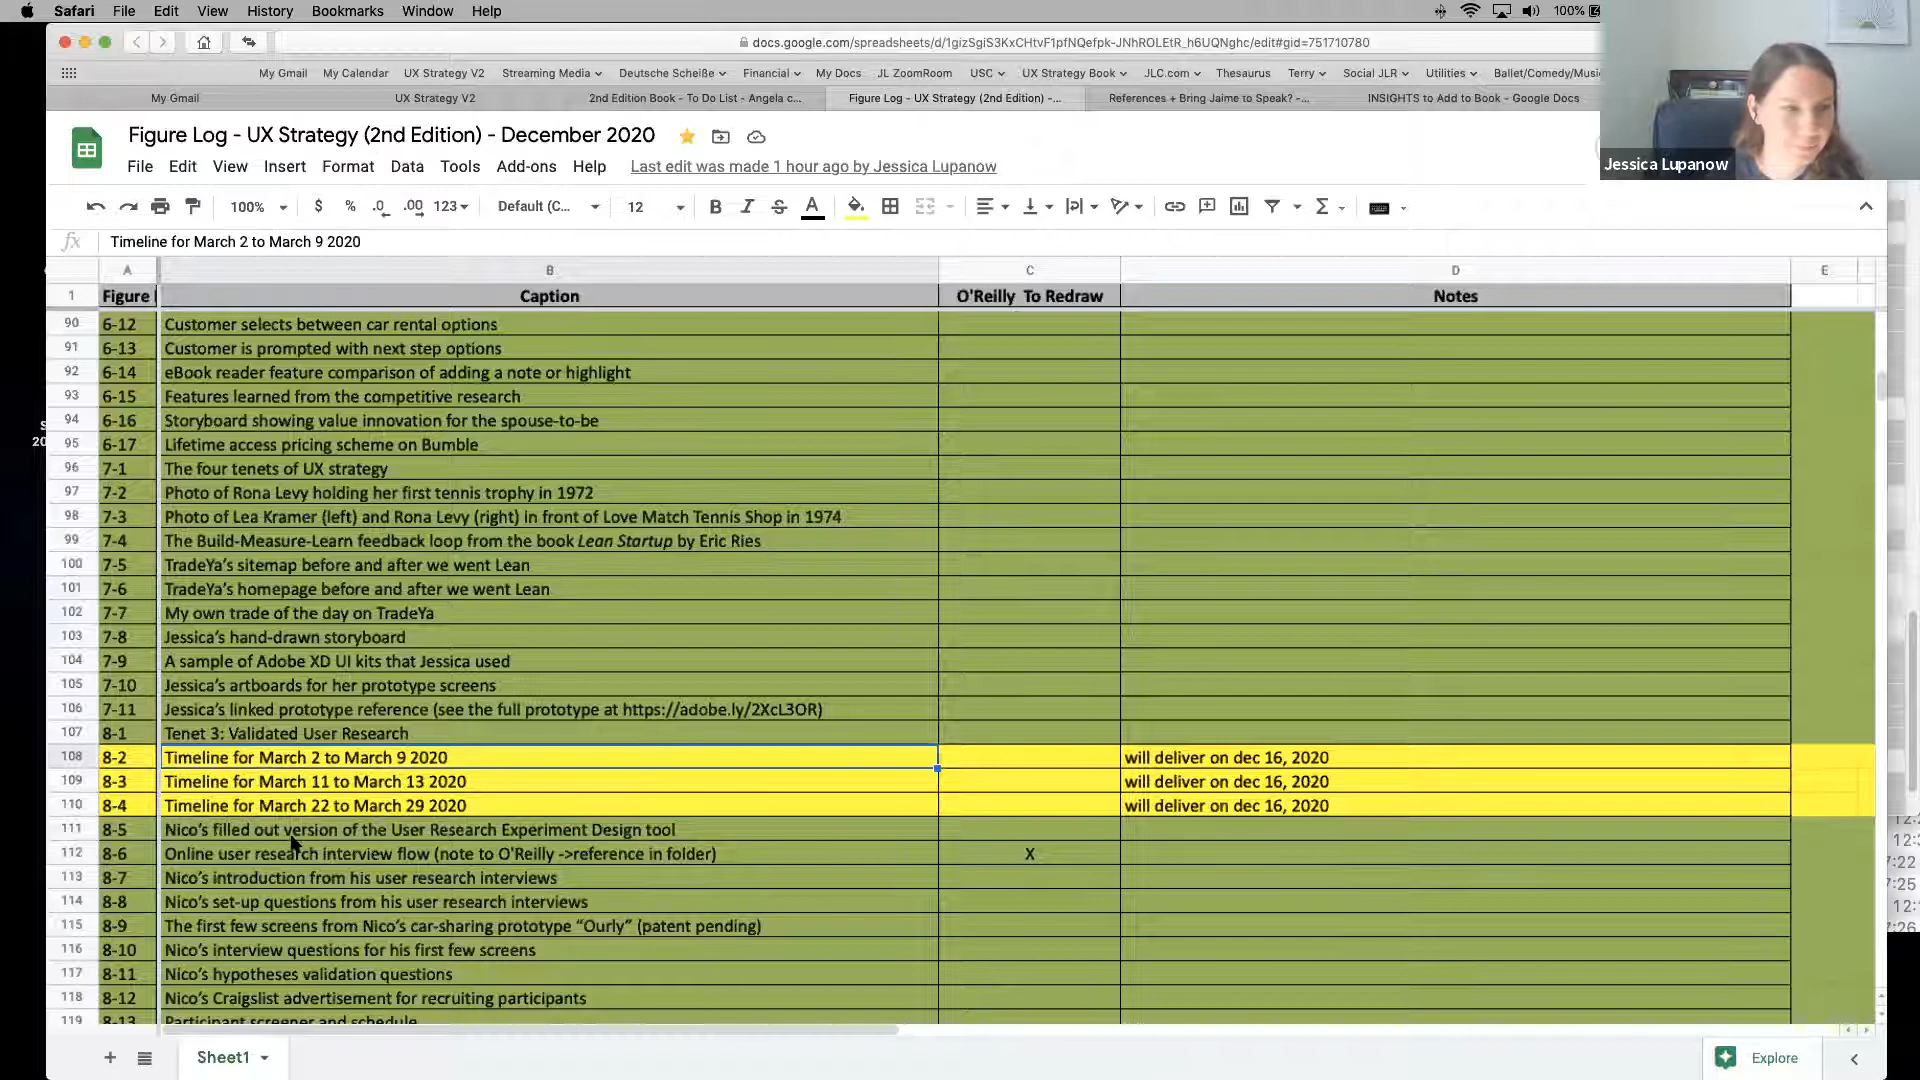 Safari File Edit View History Bookmarks Window Help 100%
docs.google.com/spreadsheets/d/1gizSgiS3KxCHtvF1pfNQefpk-JNhROLEtR_h6UQNghc/edit#gid=751710780
My Gmail My Calendar UX Strategy V2 Streaming Media Deutsche Scheiße Financial My Docs JL ZoomRoom USC UX Strategy Book JLC.com Thesaurus Terry Social JLR Utilities Ballet/Comedy/Musi
My Gmail UX Strategy V2 2nd Edition Book - To Do List - Angela c... Figure Log - UX Strategy (2nd Edition) -... References + Bring Jaime to Speak? -... INSIGHTS to Add to Book - Google Docs
Jessica Lupanow
Figure Log - UX Strategy (2nd Edition) - December 2020
File Edit View Insert Format Data Tools Add-ons Help Last edit was made 1 hour ago by Jessica Lupanow
100% $ % .0 .00 123 Default (C... 12 B I S A Σ
fx Timeline for March 2 to March 9 2020
A B C D E
1 Figure Caption O'Reilly To Redraw Notes
90 6-12 Customer selects between car rental options
91 6-13 Customer is prompted with next step options
92 6-14 eBook reader feature comparison of adding a note or highlight
93 6-15 Features learned from the competitive research
94 6-16 Storyboard showing value innovation for the spouse-to-be
95 6-17 Lifetime access pricing scheme on Bumble
96 7-1 The four tenets of UX strategy
97 7-2 Photo of Rona Levy holding her first tennis trophy in 1972
98 7-3 Photo of Lea Kramer (left) and Rona Levy (right) in front of Love Match Tennis Shop in 1974
99 7-4 The Build-Measure-Learn feedback loop from the book Lean Startup by Eric Ries
100 7-5 TradeYa’s sitemap before and after we went Lean
101 7-6 TradeYa’s homepage before and after we went Lean
102 7-7 My own trade of the day on TradeYa
103 7-8 Jessica’s hand-drawn storyboard
104 7-9 A sample of Adobe XD UI kits that Jessica used
105 7-10 Jessica’s artboards for her prototype screens
106 7-11 Jessica’s linked prototype reference (see the full prototype at https://adobe.ly/2XcL3OR)
107 8-1 Tenet 3: Validated User Research
108 8-2 Timeline for March 2 to March 9 2020 will deliver on dec 16, 2020
109 8-3 Timeline for March 11 to March 13 2020 will deliver on dec 16, 2020
110 8-4 Timeline for March 22 to March 29 2020 will deliver on dec 16, 2020
111 8-5 Nico’s filled out version of the User Research Experiment Design tool
112 8-6 Online user research interview flow (note to O'Reilly ->reference in folder) X
113 8-7 Nico’s introduction from his user research interviews
114 8-8 Nico’s set-up questions from his user research interviews
115 8-9 The first few screens from Nico’s car-sharing prototype “Ourly” (patent pending)
116 8-10 Nico’s interview questions for his first few screens
117 8-11 Nico’s hypotheses validation questions
118 8-12 Nico’s Craigslist advertisement for recruiting participants
119 8-13 Participant screener and schedule
Sheet1 Explore